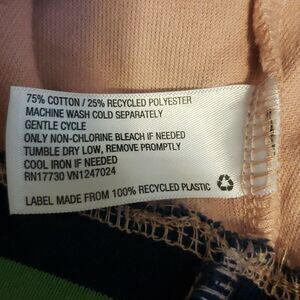 75% COTTON / 25% RECYCLED POLYESTER
MACHINE WASH COLD SEPARATELY
GENTLE CYCLE
ONLY NON-CHLORINE BLEACH IF NEEDED
TUMBLE DRY LOW, REMOVE PROMPTLY
COOL IRON IF NEEDED
RN17730 VN1247024
LABEL MADE FROM 100% RECYCLED PLASTIC